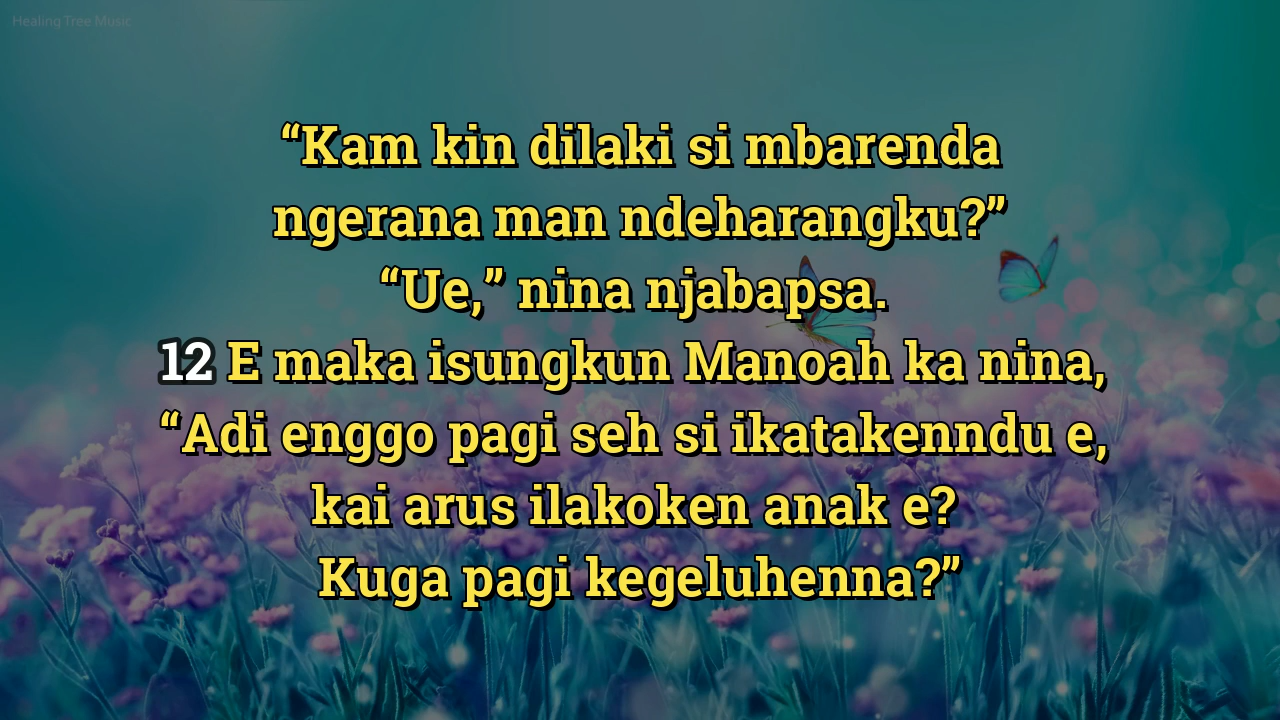 Healing Tree Music
“Kam kin dilaki si mbarenda
ngerana man ndeharangku?”
“Ue,” nina njabapsa.
12 E maka isungkun Manoah ka nina,
“Adi enggo pagi seh si ikatakenndu e,
kai arus ilakoken anak e?
Kuga pagi kegeluhenna?”